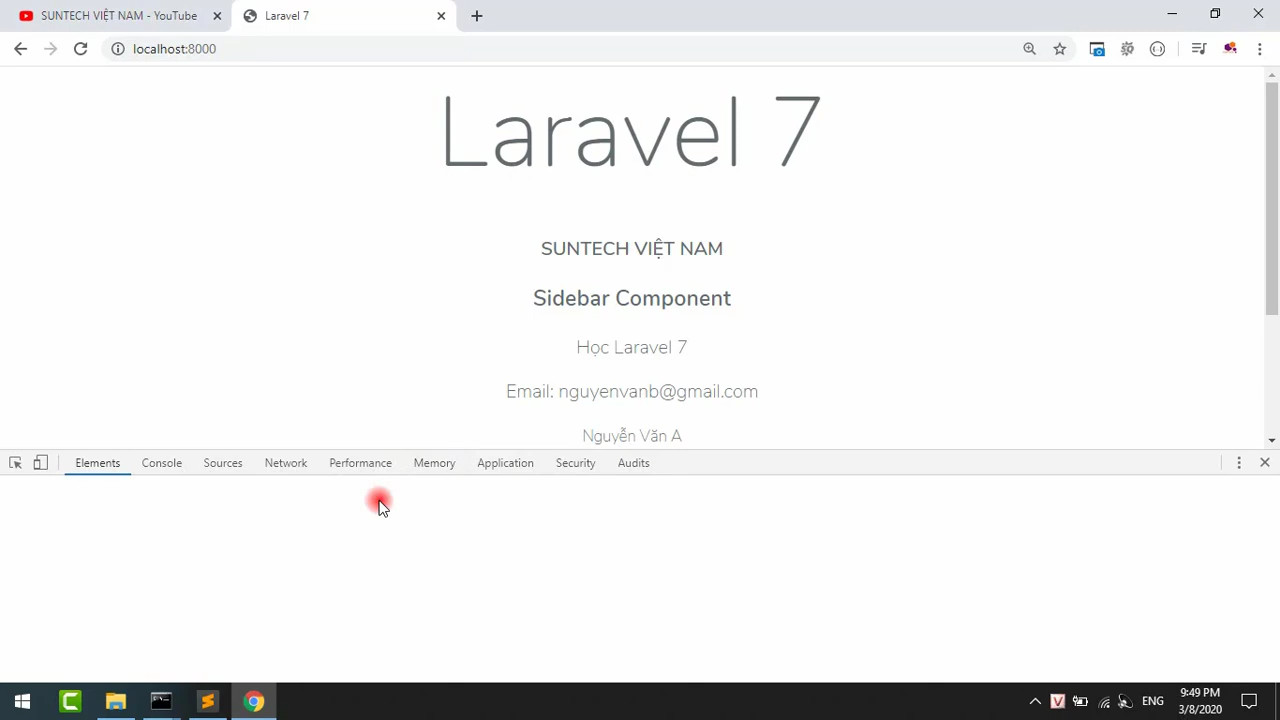 SUNTECH VIỆT NAM - YouTube
Laravel 7
localhost:8000
Laravel 7
SUNTECH VIỆT NAM
Sidebar Component
Học Laravel 7
Email: nguyenvanb@gmail.com
Nguyễn Văn A
Elements Console Sources Network Performance Memory Application Security Audits
ENG
9:49 PM
3/8/2020